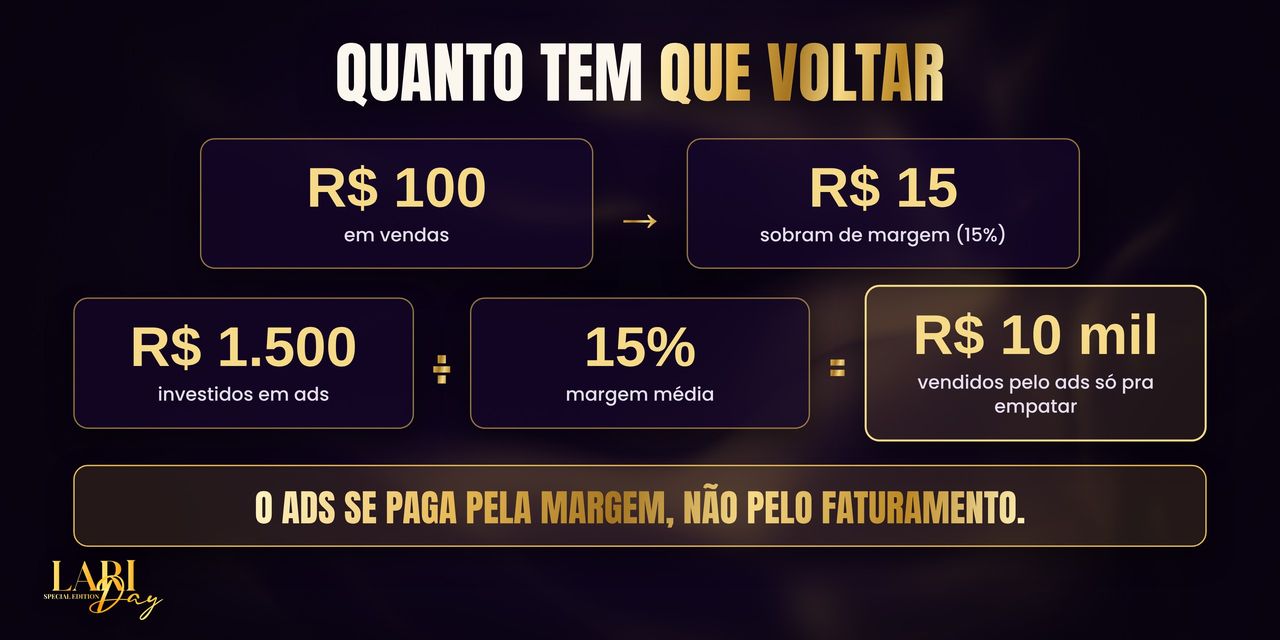 QUANTO TEM QUE VOLTAR
R$ 100
em vendas
→
R$ 15
sobram de margem (15%)
R$ 1.500
investidos em ads
÷
15%
margem média
=
R$ 10 mil
vendidos pelo ads só pra
empatar
O ADS SE PAGA PELA MARGEM, NÃO PELO FATURAMENTO.
LARI
SPECIAL EDITION Day